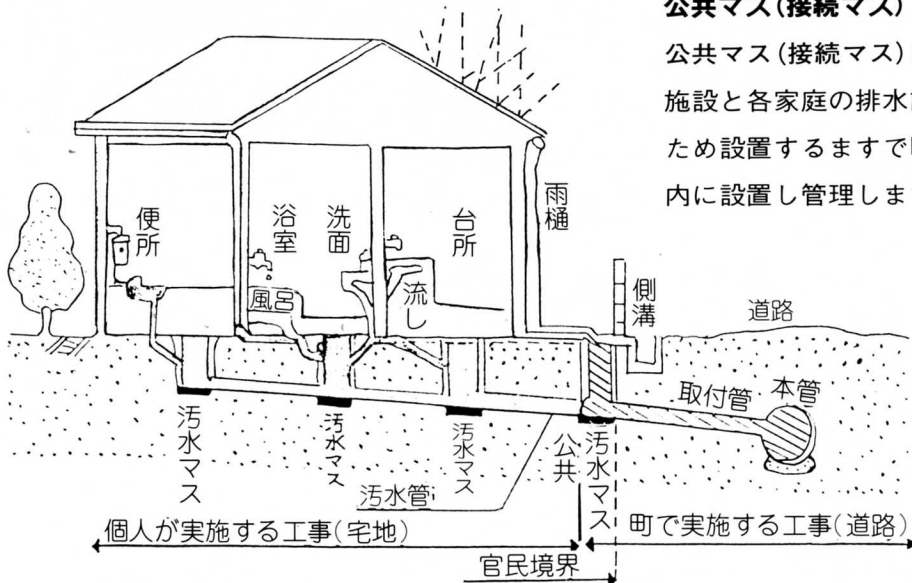 公共マス(接続マス)
公共マス(接続マス)
施設と各家庭の排水
ため設置するますで
内に設置し管理しま
便所
浴室
洗面
台所
雨樋
風呂
流し
側溝
道路
取付管
本管
汚水マス
汚水マス
汚水マス
公共
汚水マス
汚水管
個人が実施する工事(宅地)
町で実施する工事(道路)
官民境界